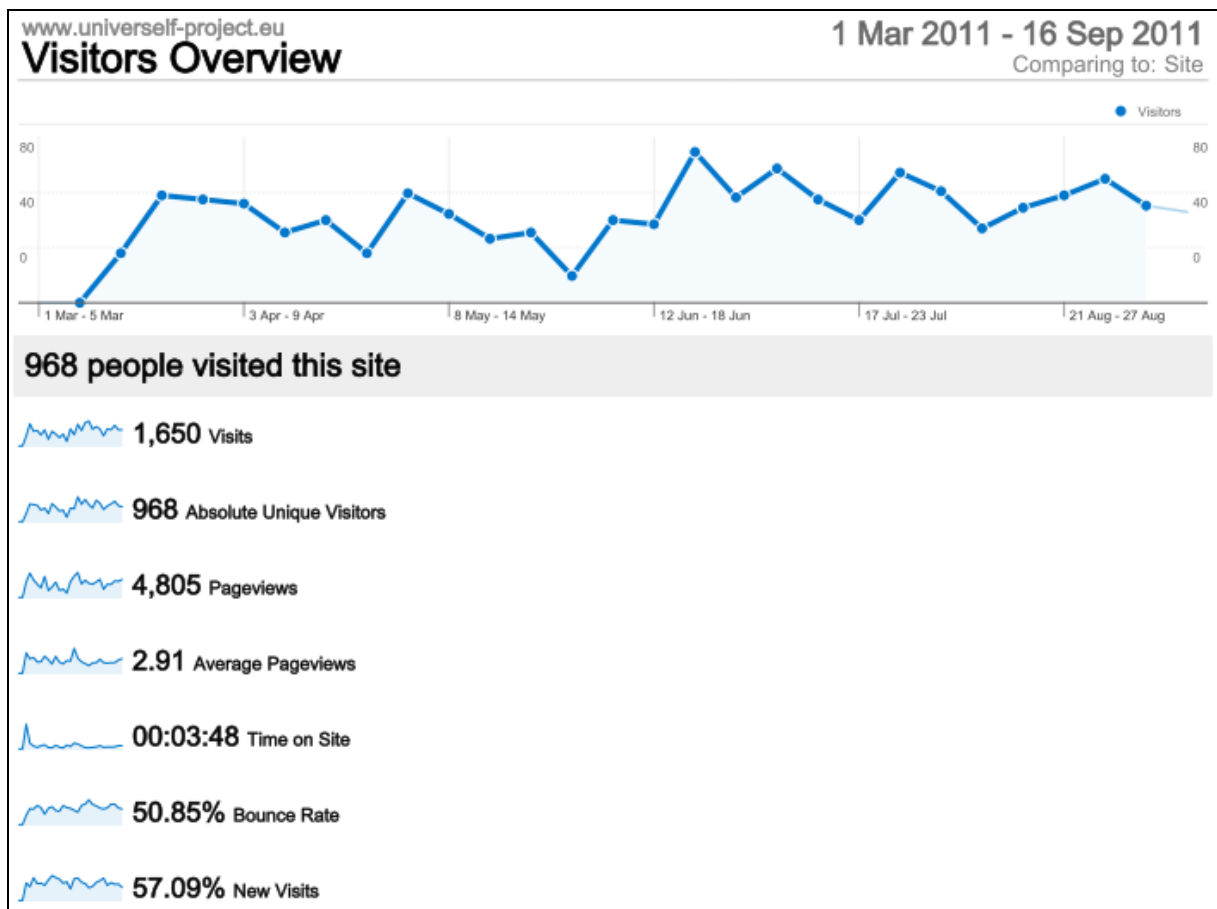 www.univerself-project.eu
Visitors Overview
1 Mar 2011 - 16 Sep 2011
Comparing to: Site
Visitors
80 80
40 40
0 0
1 Mar - 5 Mar 3 Apr - 9 Apr 8 May - 14 May 12 Jun - 18 Jun 17 Jul - 23 Jul 21 Aug - 27 Aug
968 people visited this site
1,650 Visits
968 Absolute Unique Visitors
4,805 Pageviews
2.91 Average Pageviews
00:03:48 Time on Site
50.85% Bounce Rate
57.09% New Visits